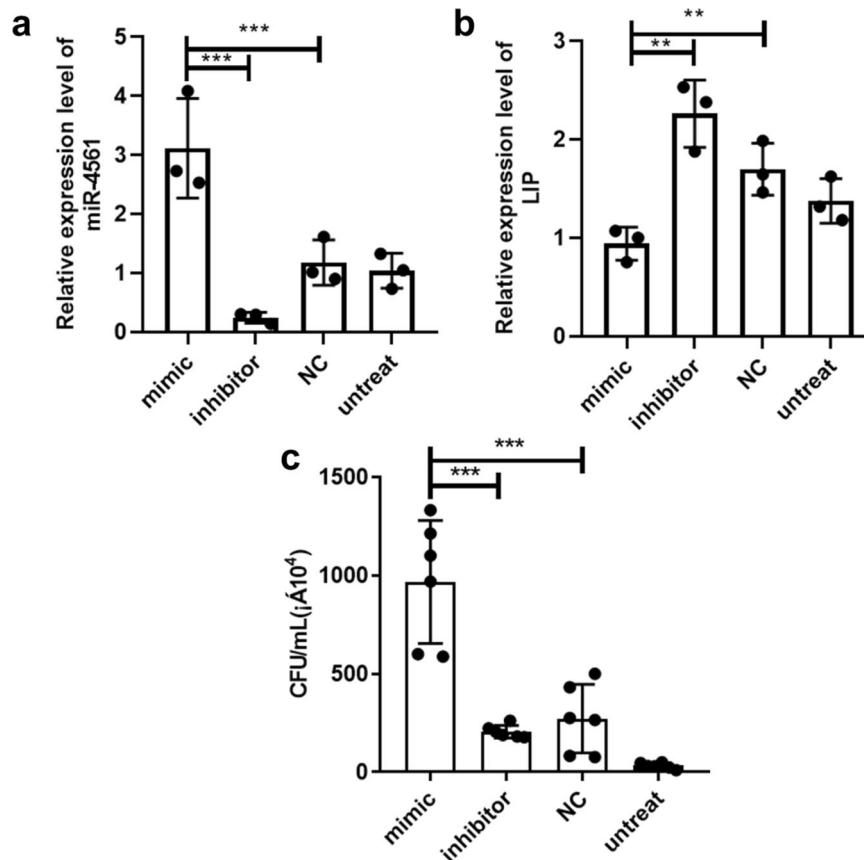 a
Relative expression level of
miR-4561
5
4
3
2
1
0
***
***
mimic
inhibitor
NC
untreat
b
Relative expression level of
LIP
3
2
1
0
**
**
mimic
inhibitor
NC
untreat
c
CFU/mL(¡Á10⁴)
1500
1000
500
0
***
***
mimic
inhibitor
NC
untreat